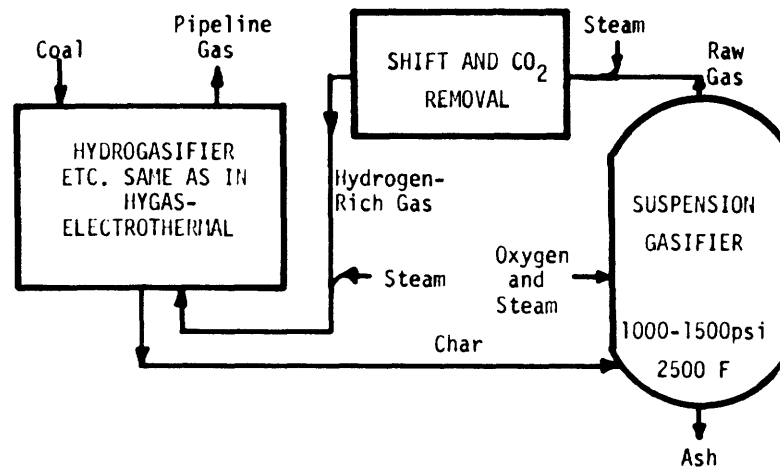 Coal
Pipeline
Gas
SHIFT AND CO2
REMOVAL
Steam
Raw
Gas
HYDROGASIFIER
ETC. SAME AS IN
HYGAS-
ELECTROTHERMAL
Hydrogen-
Rich Gas
SUSPENSION
GASIFIER
Oxygen
and
Steam
Steam
1000-1500psi
2500 F
Char
Ash